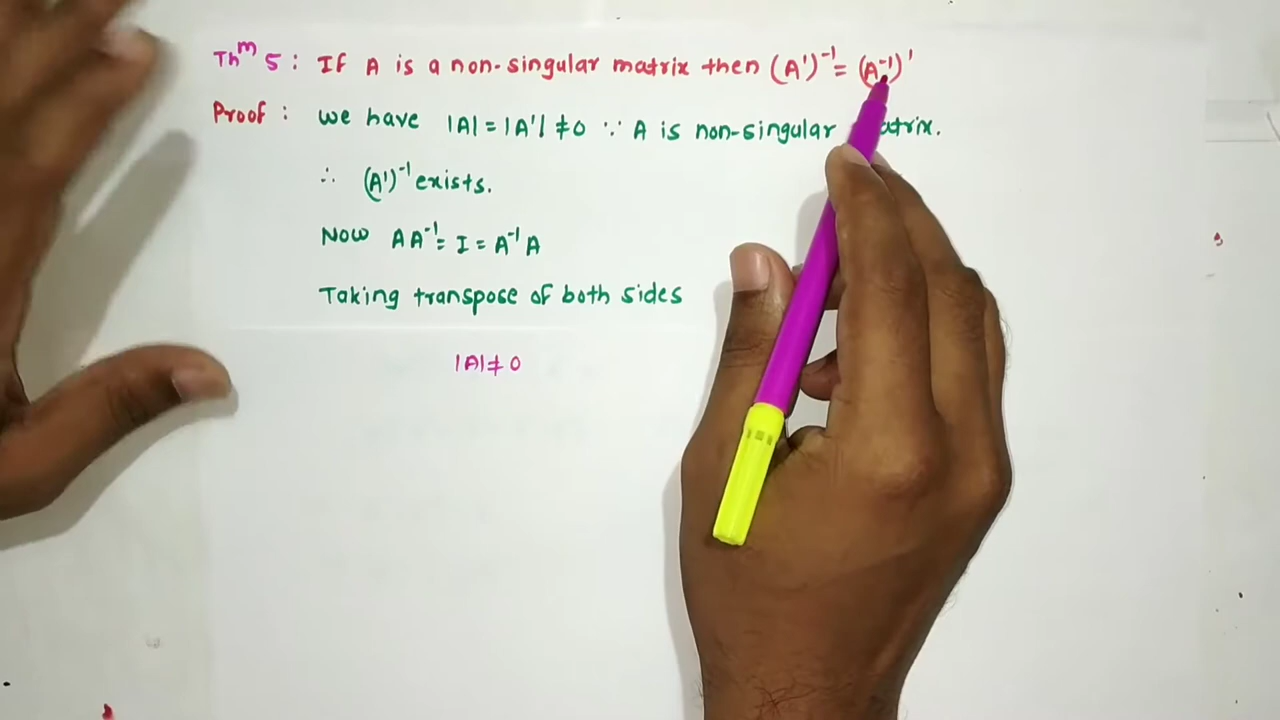 Thm 5 : If A is a non-singular matrix then (A')⁻¹ = (A⁻¹)'
Proof : we have |A| = |A'| ≠ 0 ∵ A is non-singular atrix.
∴ (A')⁻¹ exists.
Now AA⁻¹ = I = A⁻¹A
Taking transpose of both sides
|A| ≠ 0